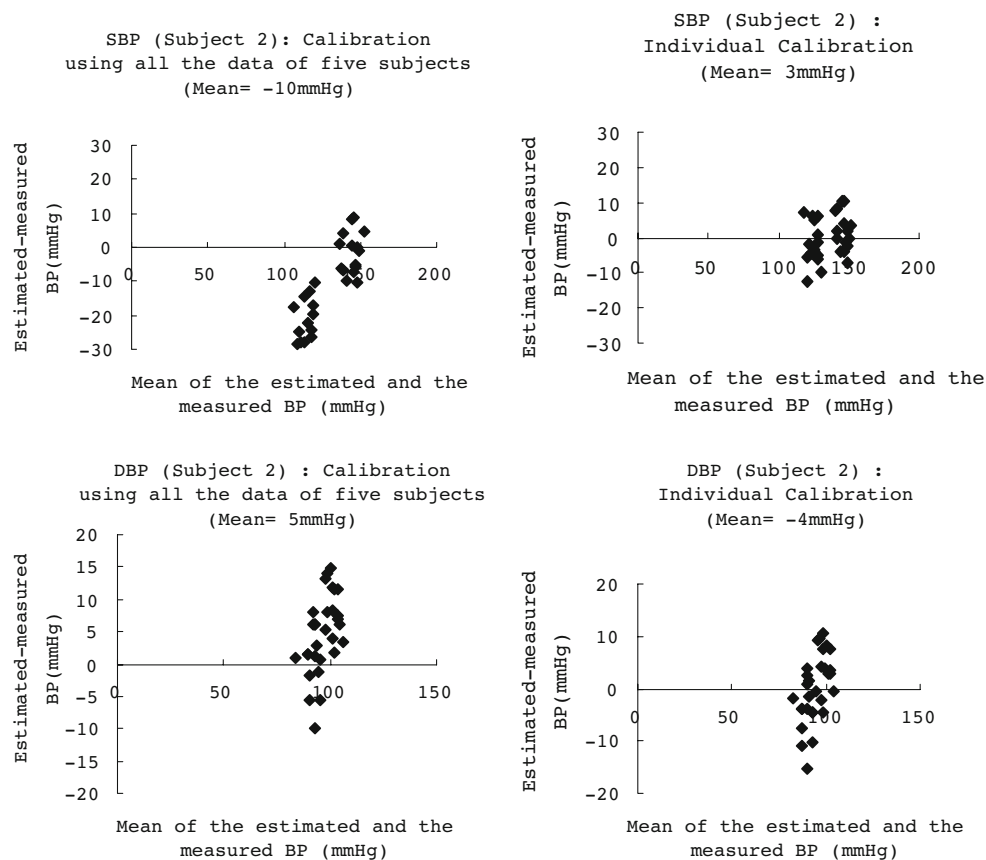 SBP (Subject 2): Calibration
using all the data of five subjects
(Mean= -10mmHg)
Estimated-measured
BP(mmHg)
30
20
10
0
-10
-20
-30
0
50
100
150
200
Mean of the estimated and the
measured BP (mmHg)
SBP (Subject 2) :
Individual Calibration
(Mean= 3mmHg)
Estimated-measured
BP(mmHg)
30
20
10
0
-10
-20
-30
0
50
100
150
200
Mean of the estimated and the
measured BP (mmHg)
DBP (Subject 2) : Calibration
using all the data of five subjects
(Mean= 5mmHg)
Estimated-measured
BP(mmHg)
20
15
10
5
0
-5
-10
-15
-20
0
50
100
150
Mean of the estimated and the
measured BP (mmHg)
DBP (Subject 2) :
Individual Calibration
(Mean= -4mmHg)
Estimated-measured
BP(mmHg)
20
10
0
-10
-20
0
50
100
150
Mean of the estimated and the
measured BP (mmHg)